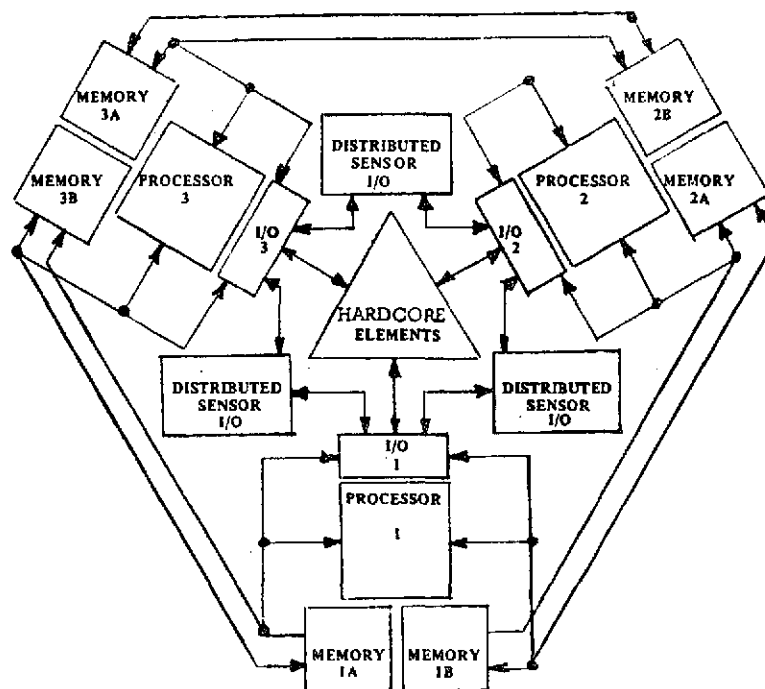 MEMORY
3A
MEMORY
3B
PROCESSOR
3
I/O
3
DISTRIBUTED
SENSOR
I/O
MEMORY
2B
MEMORY
2A
PROCESSOR
2
I/O
2
HARDCORE
ELEMENTS
DISTRIBUTED
SENSOR
I/O
DISTRIBUTED
SENSOR
I/O
I/O
1
PROCESSOR
1
MEMORY
1A
MEMORY
1B